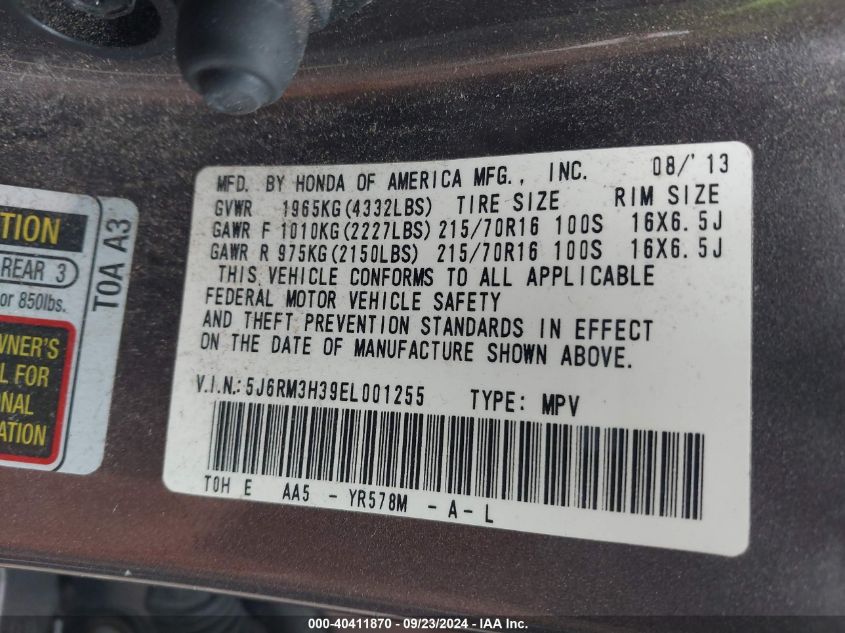 MFD. BY HONDA OF AMERICA MFG., INC. 08/'13
GVWR 1965KG(4332LBS) TIRE SIZE RIM SIZE
GAWR F 1010KG(2227LBS) 215/70R16 100S 16X6.5J
GAWR R 975KG(2150LBS) 215/70R16 100S 16X6.5J
THIS VEHICLE CONFORMS TO ALL APPLICABLE
FEDERAL MOTOR VEHICLE SAFETY
AND THEFT PREVENTION STANDARDS IN EFFECT
ON THE DATE OF MANUFACTURE SHOWN ABOVE.
V.I.N.: 5J6RM3H39EL001255 TYPE: MPV
T0H E AA5 - YR578M - A - L
TION
REAR 3
or 850lbs.
WNER'S
L FOR
ONAL
ATION
T0A A3
000-40411870 - 09/23/2024 - IAA Inc.